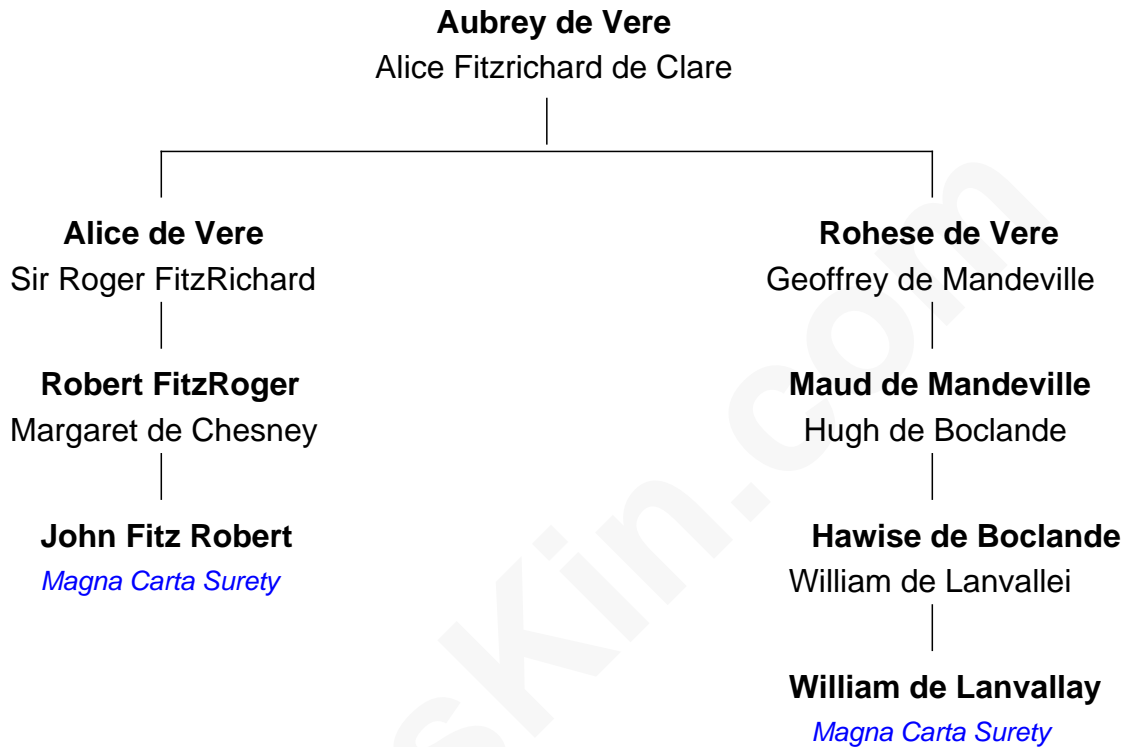 Aubrey de Vere
Alice Fitzrichard de Clare
Alice de Vere
Sir Roger FitzRichard
Rohese de Vere
Geoffrey de Mandeville
Robert FitzRoger
Margaret de Chesney
Maud de Mandeville
Hugh de Boclande
John Fitz Robert
Magna Carta Surety
Hawise de Boclande
William de Lanvallei
William de Lanvallay
Magna Carta Surety
sKin.com